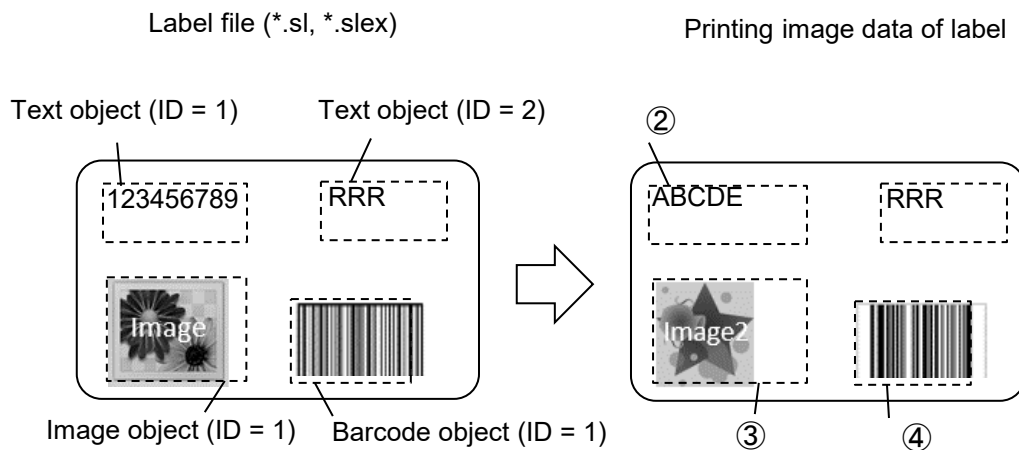 Label file (*.sl, *.slex)
Printing image data of label
Text object (ID = 1)
Text object (ID = 2)
②
123456789
RRR
ABCDE
RRR
Image
Image2
Image object (ID = 1)
Barcode object (ID = 1)
③
④